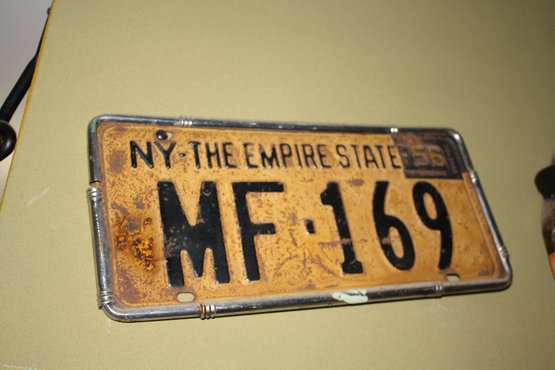 NY·THE EMPIRE STATE 56
MF·169